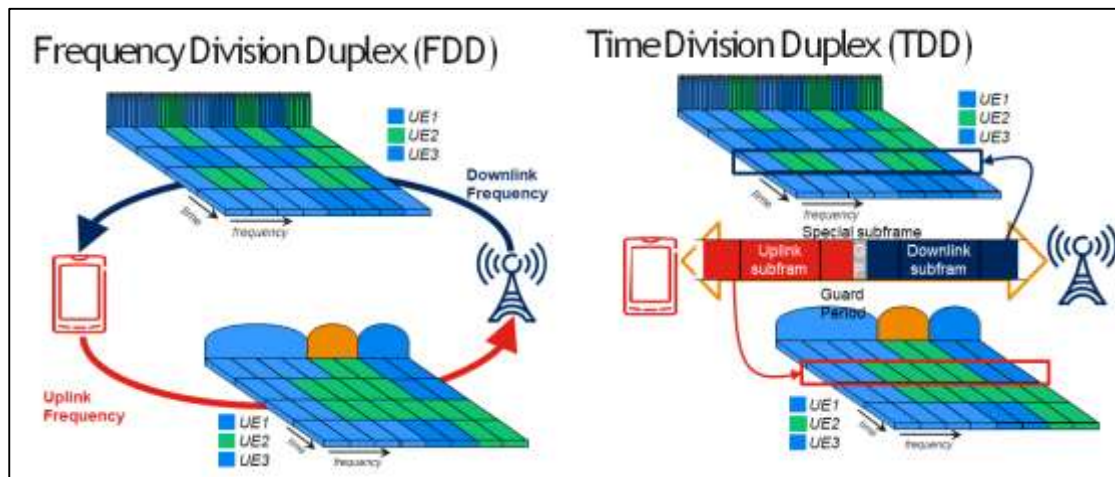 Frequency Division Duplex (FDD)
UE1
UE2
UE3
Downlink
Frequency
time
frequency
Uplink
Frequency
UE1
UE2
UE3
time
frequency
Time Division Duplex (TDD)
UE1
UE2
UE3
time
frequency
Special subframe
Uplink
subfram
Downlink
subfram
Guard
Period
UE1
UE2
UE3
time
frequency